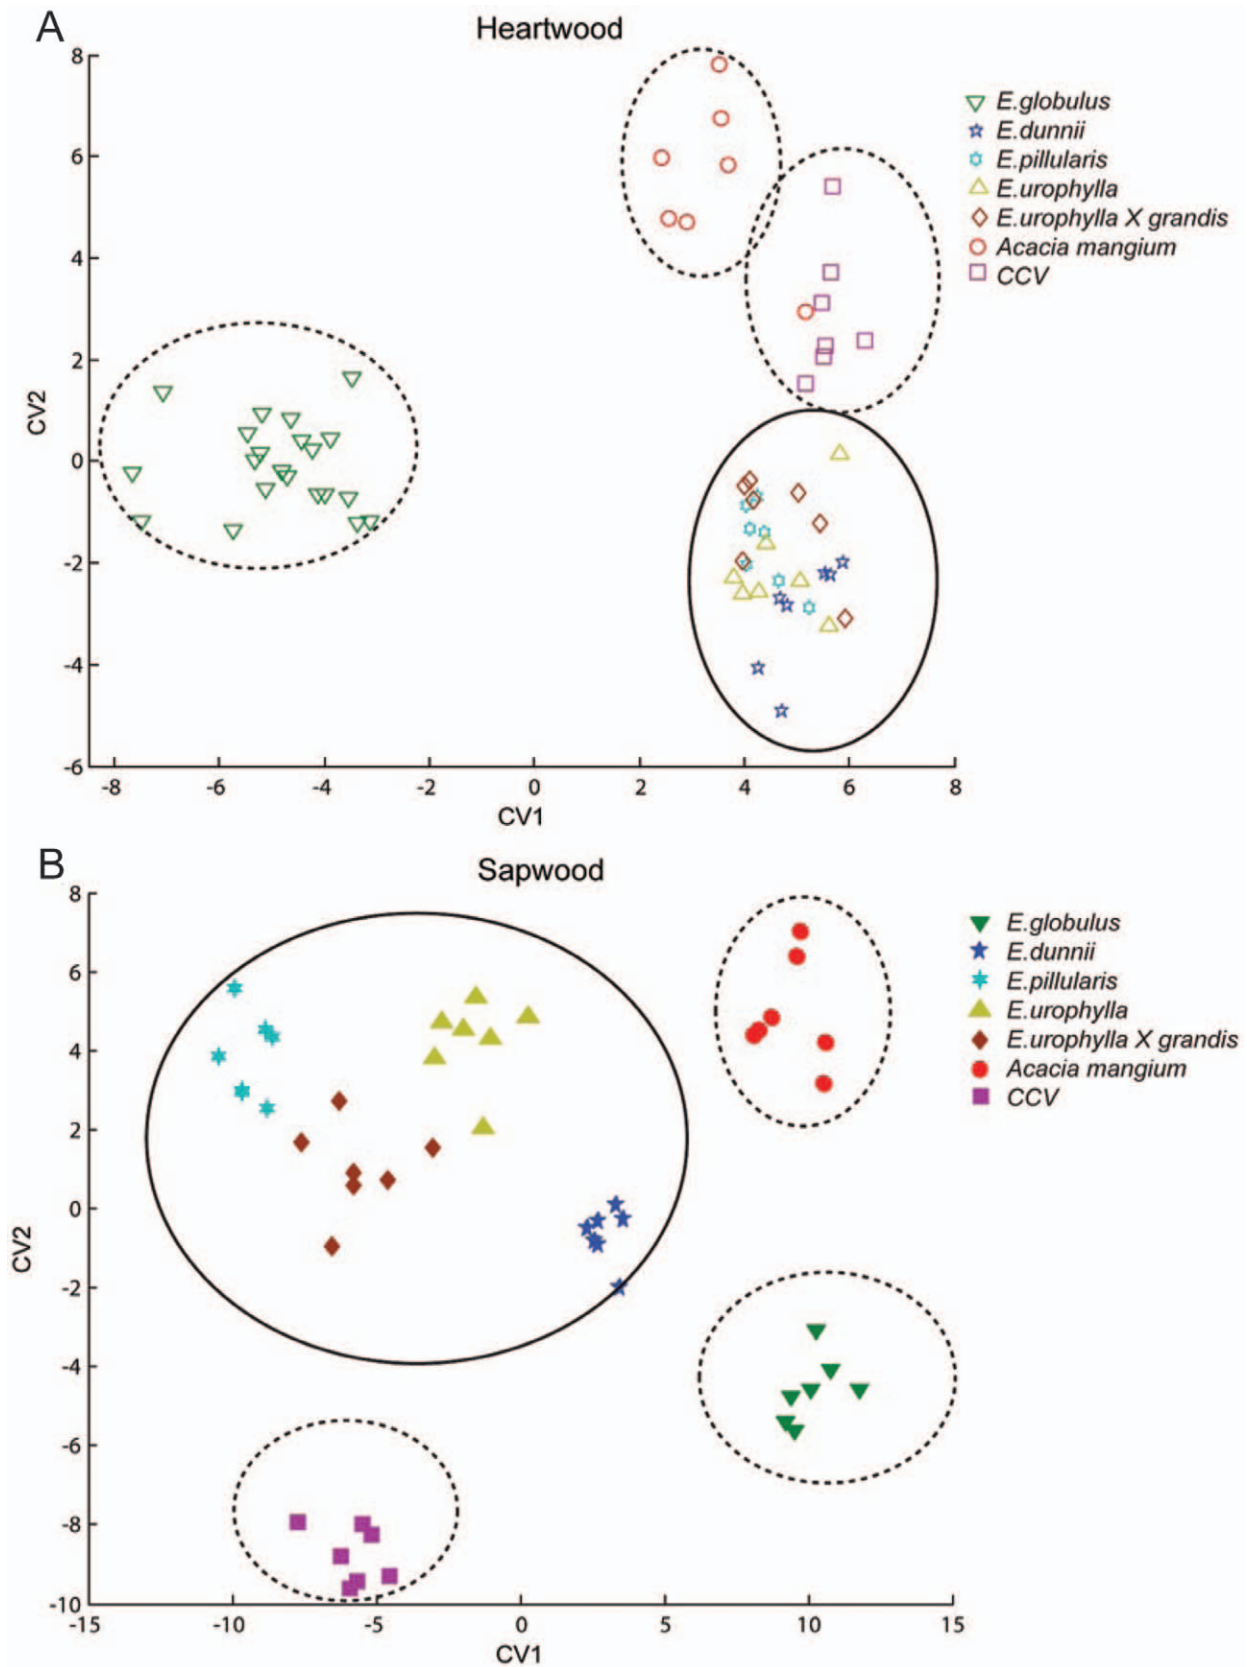 A
Heartwood
8
6
4
2
0
-2
-4
-6
CV2
-8
-6
-4
-2
0
2
4
6
8
CV1
E.globulus
E.dunnii
E.pillularis
E.urophylla
E.urophylla X grandis
Acacia mangium
CCV
B
Sapwood
8
6
4
2
0
-2
-4
-6
-8
-10
CV2
-15
-10
-5
0
5
10
15
CV1
E.globulus
E.dunnii
E.pillularis
E.urophylla
E.urophylla X grandis
Acacia mangium
CCV